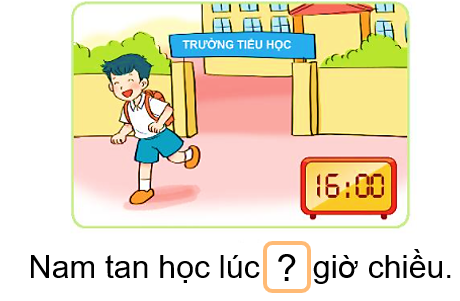 TRƯỜNG TIỂU HỌC
16:00
Nam tan học lúc ? giờ chiều.